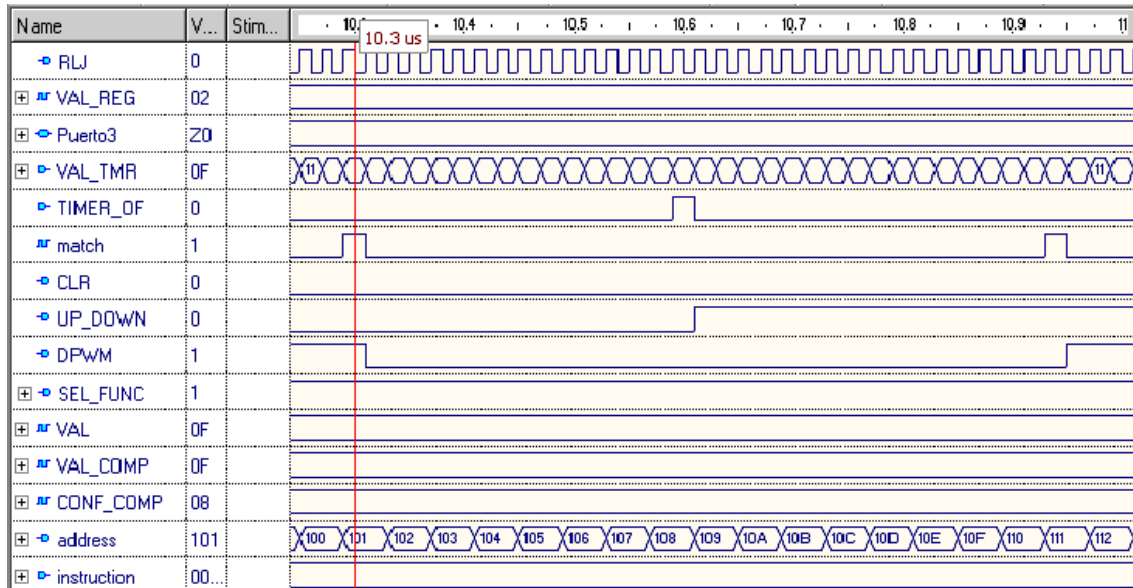 Name V... Stim... 10.4 10.5 10.6 10.7 10.8 10.9 11
10.3 us
RLJ 0
VAL_REG 02
Puerto3 Z0
VAL_TMR 0F 11 11
TIMER_OF 0
match 1
CLR 0
UP_DOWN 0
DPWM 1
SEL_FUNC 1
VAL 0F
VAL_COMP 0F
CONF_COMP 08
address 101 100 101 102 103 104 105 106 107 108 109 10A 10B 10C 10D 10E 10F 110 111 112
instruction 00...